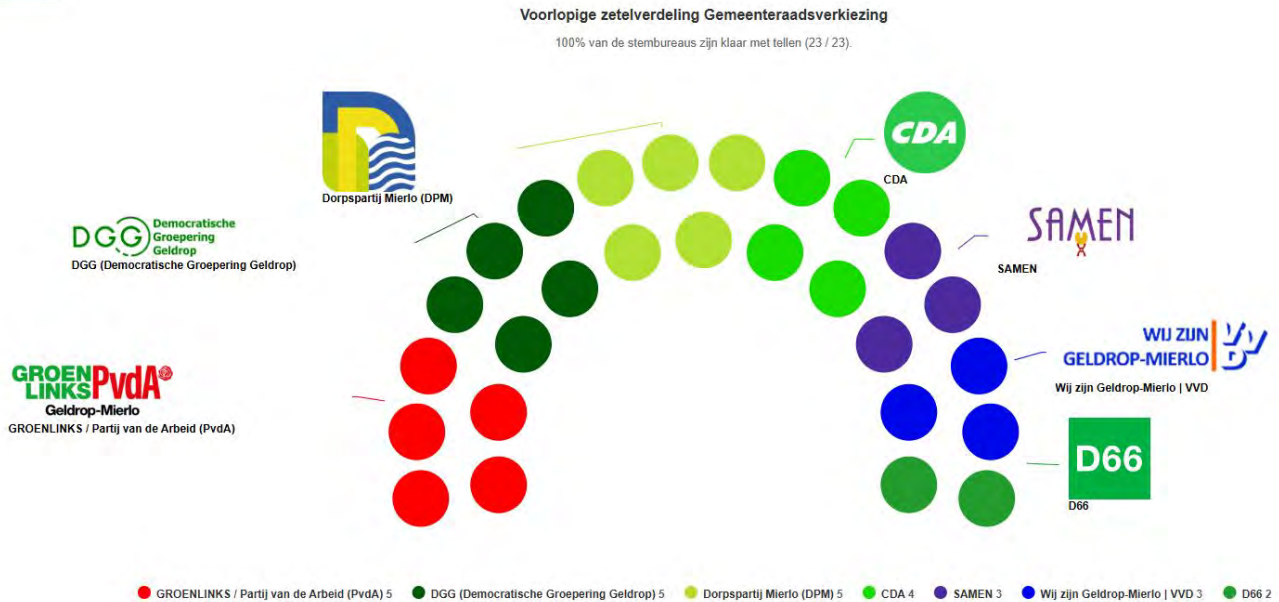 Voorlopige zetelverdeling Gemeenteraadsverkiezing
100% van de stembureaus zijn klaar met tellen (23 / 23).
Dorpspartij Mierlo (DPM)
CDA
CDA
DGG Democratische
Groepering
Geldrop
DGG (Democratische Groepering Geldrop)
SAMEN
SAMEN
WIJ ZIJN
GELDROP-MIERLO
VVD
Wij zijn Geldrop-Mierlo | VVD
GROEN
LINKS PvdA
Geldrop-Mierlo
GROENLINKS / Partij van de Arbeid (PvdA)
D66
D66
GROENLINKS / Partij van de Arbeid (PvdA) 5 DGG (Democratische Groepering Geldrop) 5 Dorpspartij Mierlo (DPM) 5 CDA 4 SAMEN 3 Wij zijn Geldrop-Mierlo | VVD 3 D66 2